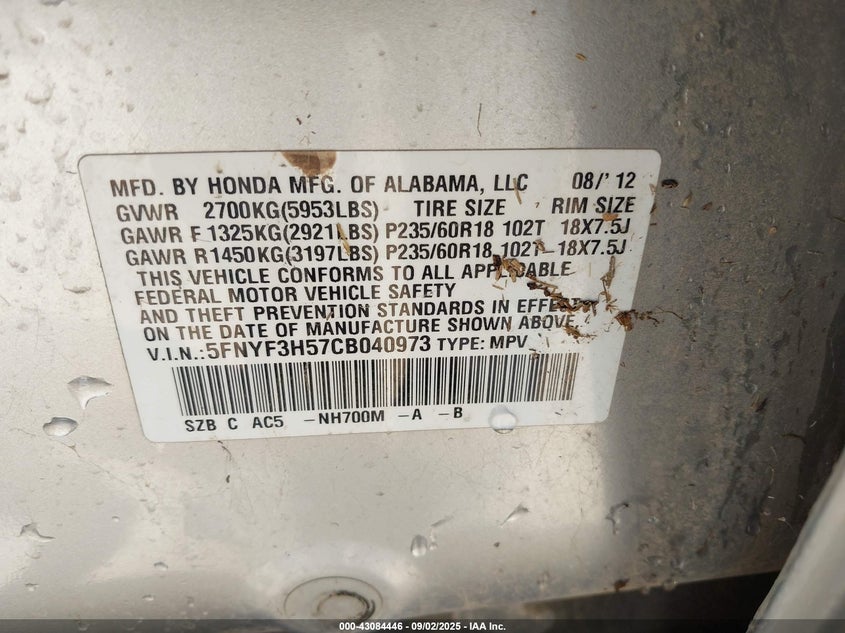 MFD. BY HONDA MFG. OF ALABAMA, LLC 08/'12
GVWR 2700KG(5953LBS) TIRE SIZE RIM SIZE
GAWR F 1325KG(2921LBS) P235/60R18 102T 18X7.5J
GAWR R 1450KG(3197LBS) P235/60R18 102T 18X7.5J
THIS VEHICLE CONFORMS TO ALL APPLICABLE
FEDERAL MOTOR VEHICLE SAFETY
AND THEFT PREVENTION STANDARDS IN EFFECT
ON THE DATE OF MANUFACTURE SHOWN ABOVE.
V.I.N.:5FNYF3H57CB040973 TYPE: MPV
SZB C AC5 -NH700M -A -B
000-43084446 - 09/02/2025 - IAA Inc.